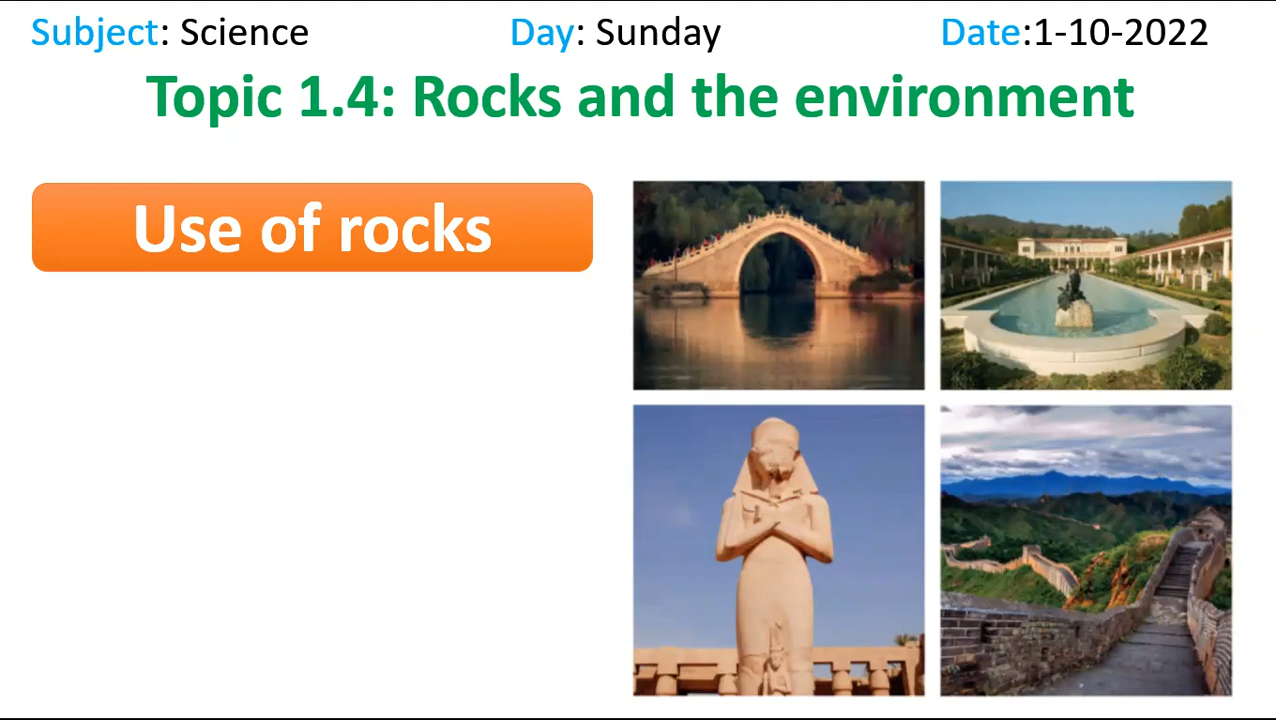 Subject: Science Day: Sunday Date:1-10-2022
Topic 1.4: Rocks and the environment
Use of rocks